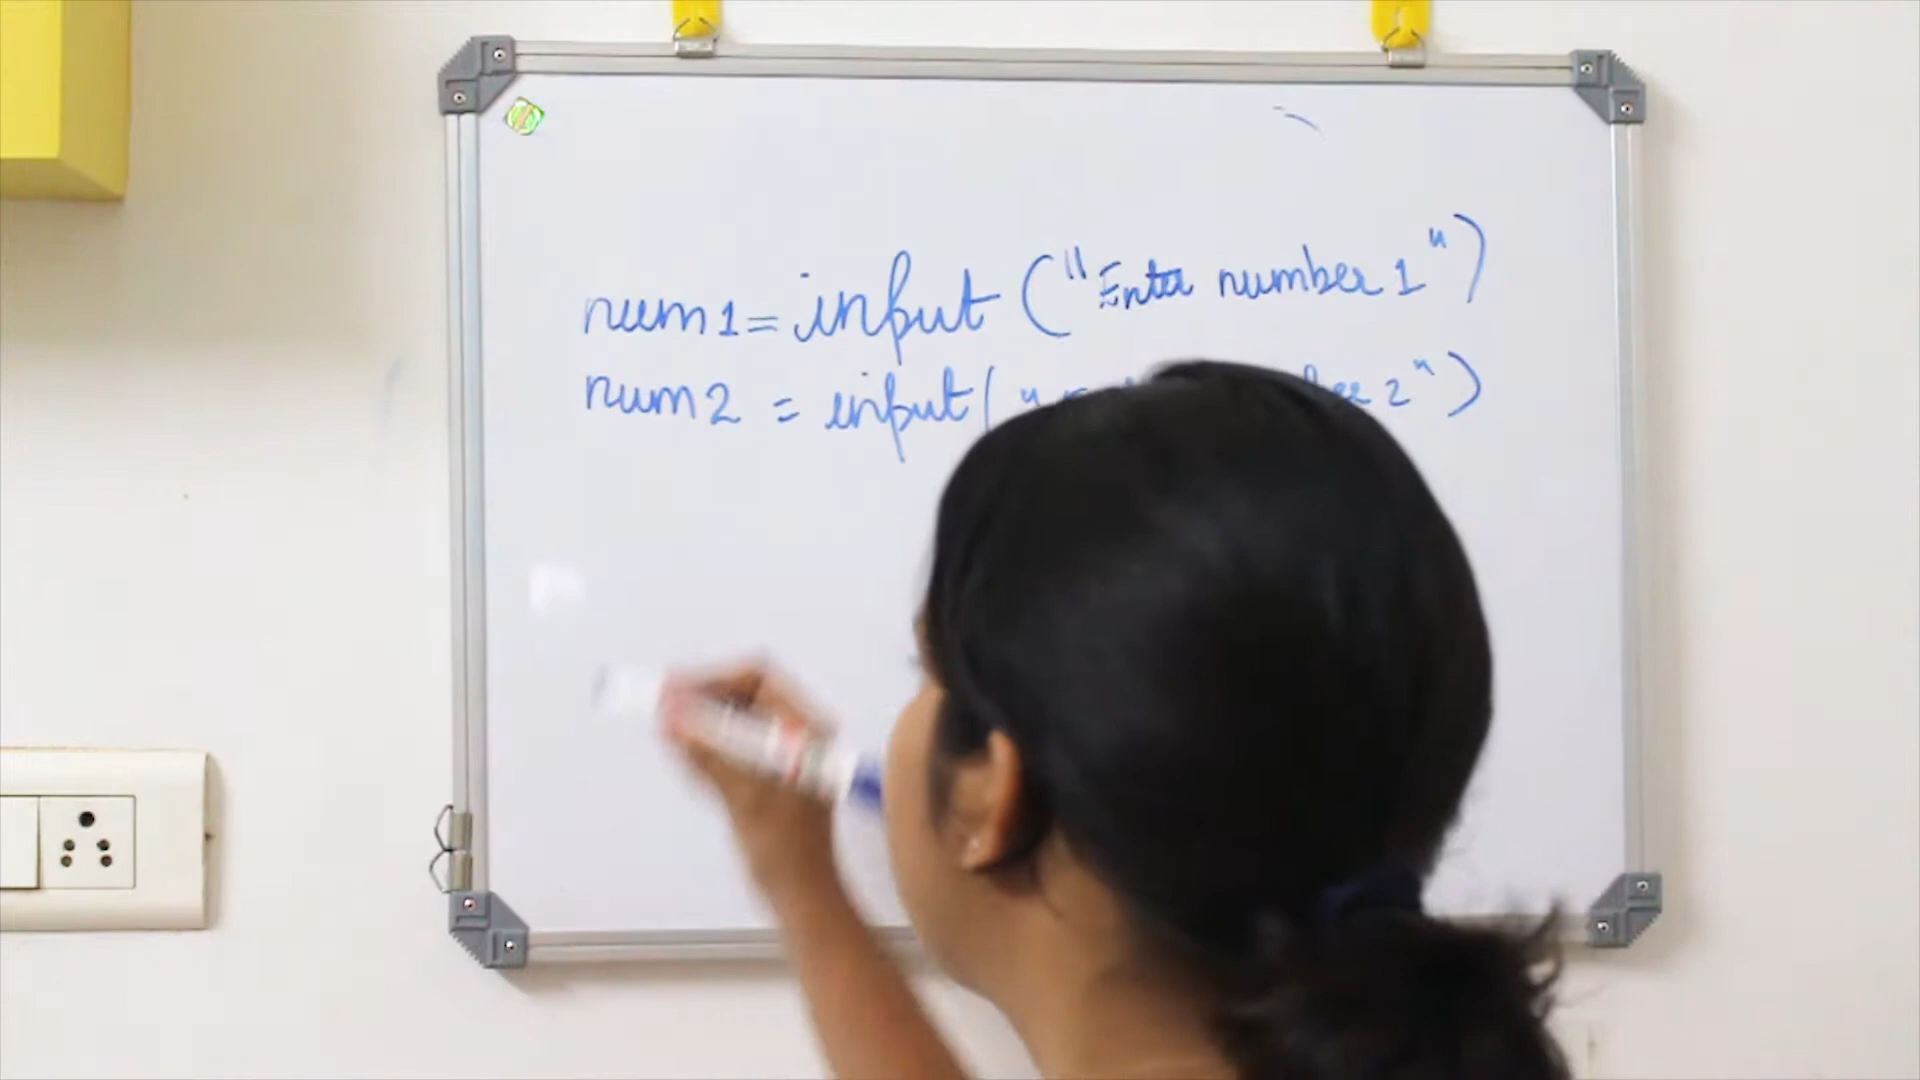 num1 = input ("Enter number 1")
num2 = input ( " 2")